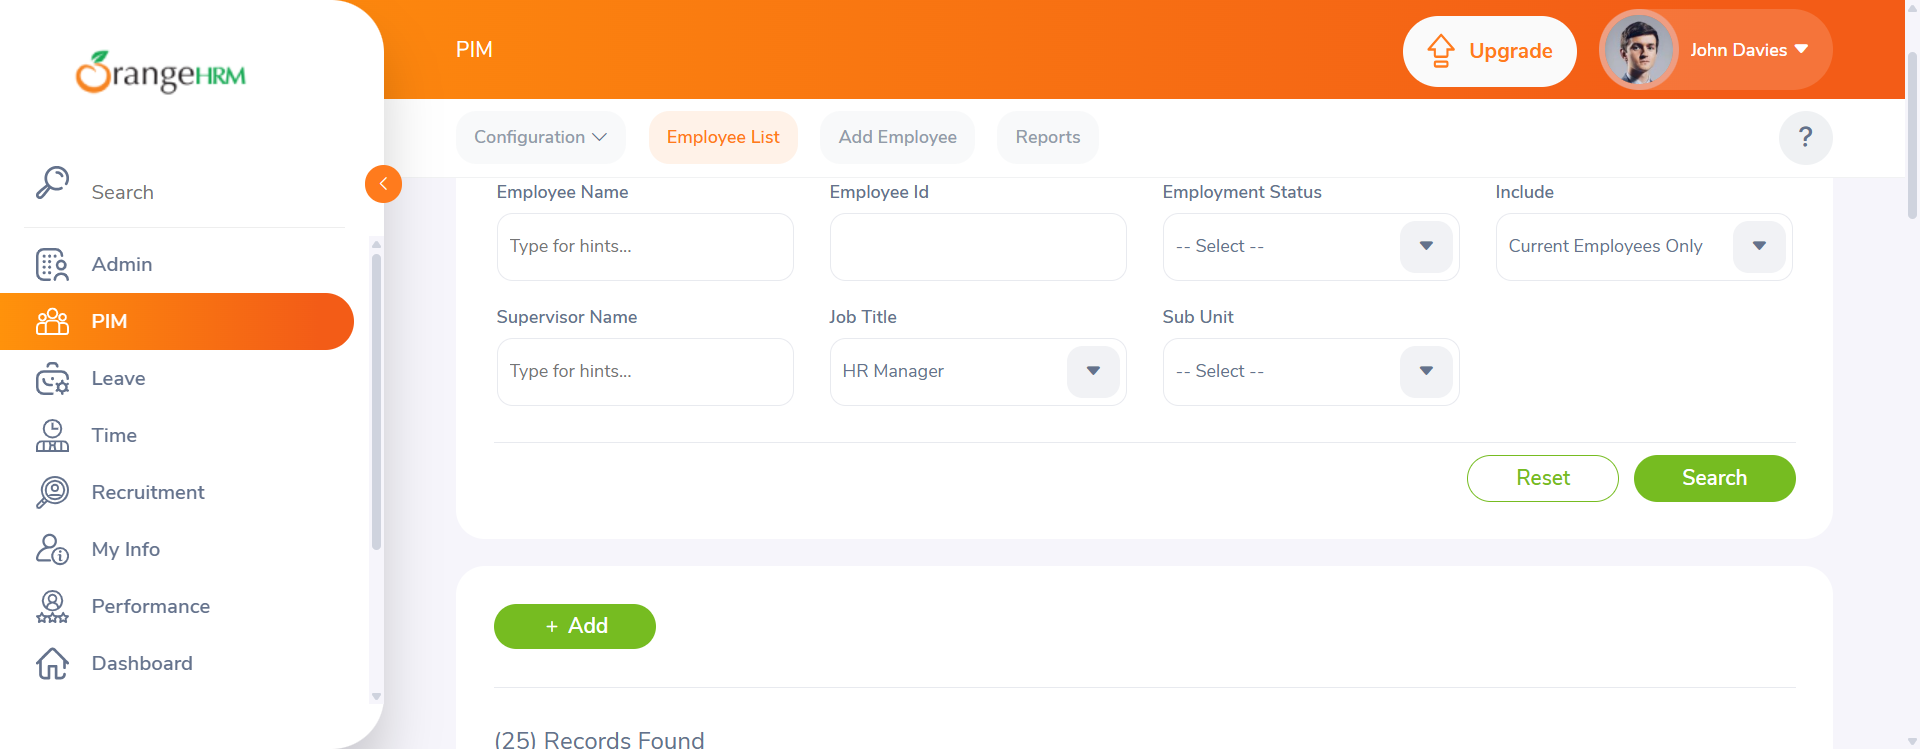 OrangeHRM
PIM
Upgrade
John Davies
Search
Configuration
Employee List
Add Employee
Reports
?
Admin
PIM
Leave
Time
Recruitment
My Info
Performance
Dashboard
Employee Name
Employee Id
Employment Status
Include
Type for hints...
-- Select --
Current Employees Only
Supervisor Name
Job Title
Sub Unit
Type for hints...
HR Manager
-- Select --
Reset
Search
+ Add
(25) Records Found